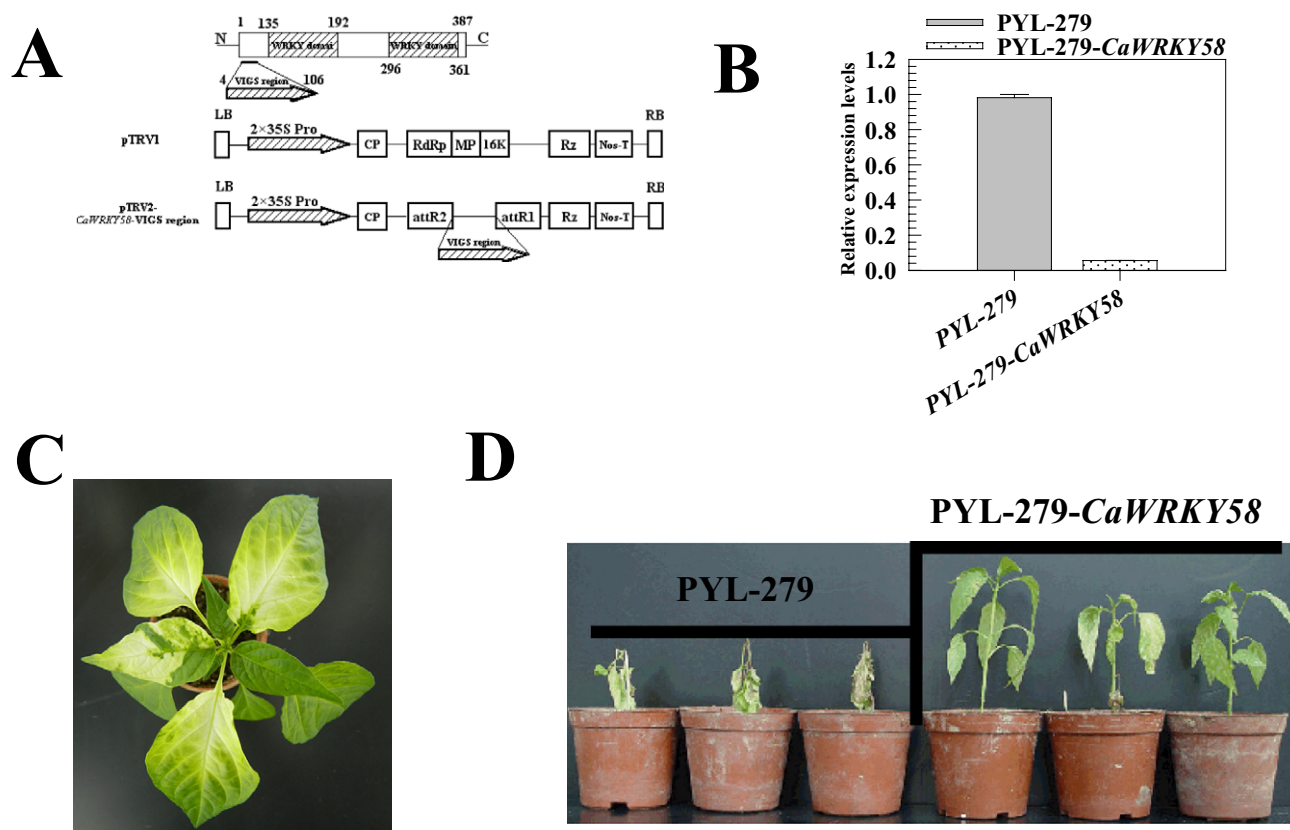 A
1 135 192 387
N WRKY domai WRKY domain C
296 361
4 VIGS region 106
LB RB
pTRV1 2×35S Pro CP RdRp MP 16K Rz Nos-T
LB RB
pTRV2-
CaWRKY58-VIGS region
2×35S Pro CP attR2 attR1 Rz Nos-T
VIGS region
B
PYL-279
PYL-279-CaWRKY58
Relative expression levels
1.2
1.0
0.8
0.6
0.4
0.2
0.0
PYL-279
PYL-279-CaWRKY58
C
D
PYL-279-CaWRKY58
PYL-279